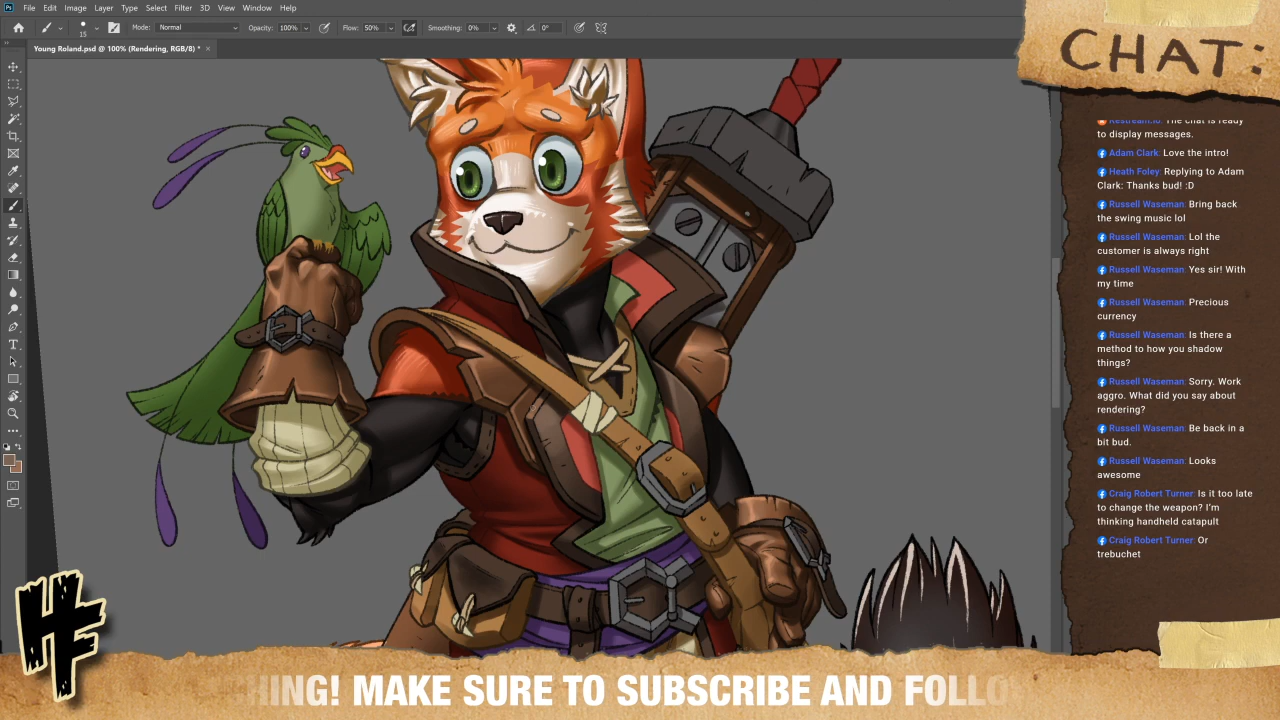 File Edit Image Layer Type Select Filter 3D View Window Help
15 Mode: Normal Opacity: 100% Flow: 50% Smoothing: 0% 0°
Young Roland.psd @ 100% (Rendering, RGB/8) * ×
CHAT:
Restream.io: The chat is ready
to display messages.
Adam Clark: Love the intro!
Heath Foley: Replying to Adam
Clark: Thanks bud! :D
Russell Waseman: Bring back
the swing music lol
Russell Waseman: Lol the
customer is always right
Russell Waseman: Yes sir! With
my time
Russell Waseman: Precious
currency
Russell Waseman: Is there a
method to how you shadow
things?
Russell Waseman: Sorry. Work
aggro. What did you say about
rendering?
Russell Waseman: Be back in a
bit bud.
Russell Waseman: Looks
awesome
Craig Robert Turner: Is it too late
to change the weapon? I'm
thinking handheld catapult
Craig Robert Turner: Or
trebuchet
HF
HING! MAKE SURE TO SUBSCRIBE AND FOLLO